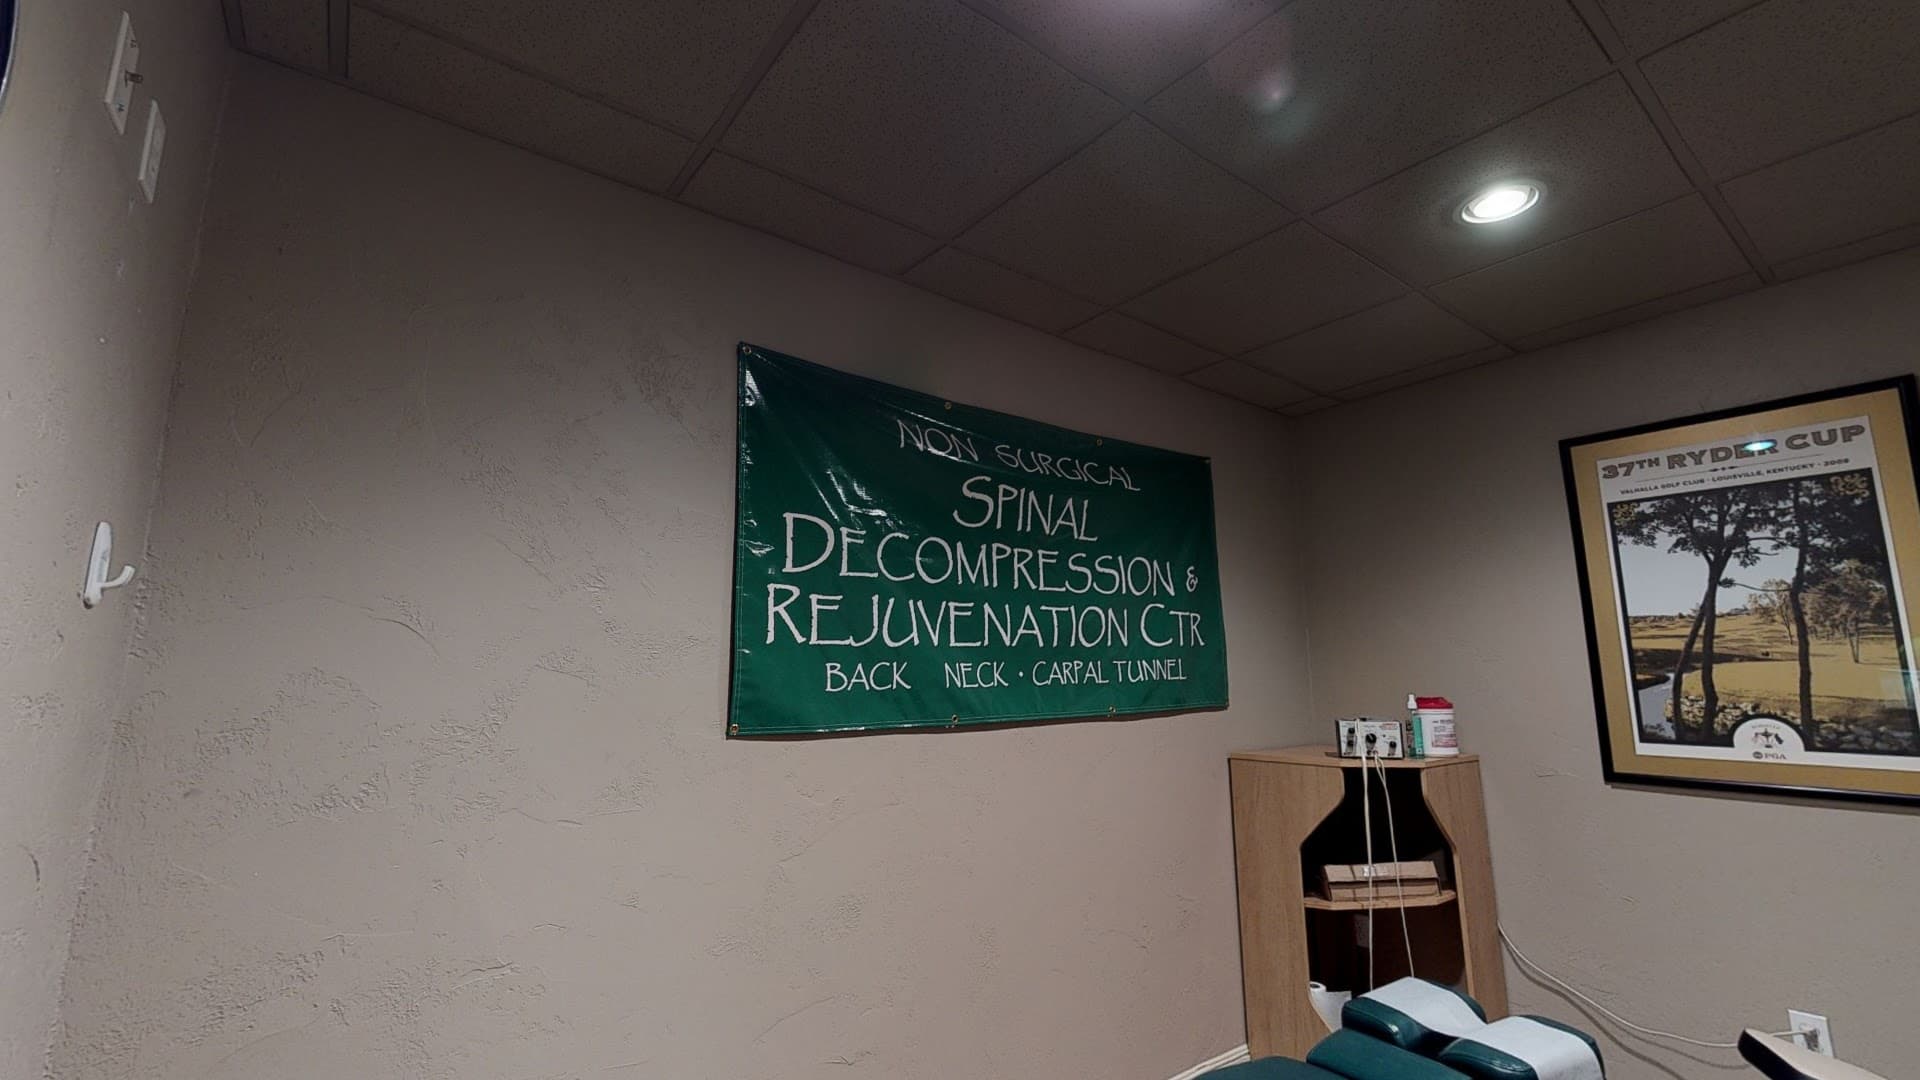 NON SURGICAL
SPINAL
DECOMPRESSION &
REJUVENATION CTR
BACK NECK · CARPAL TUNNEL
37TH RYDER CUP
VALHALLA GOLF CLUB · LOUISVILLE, KENTUCKY · 2008
PGA